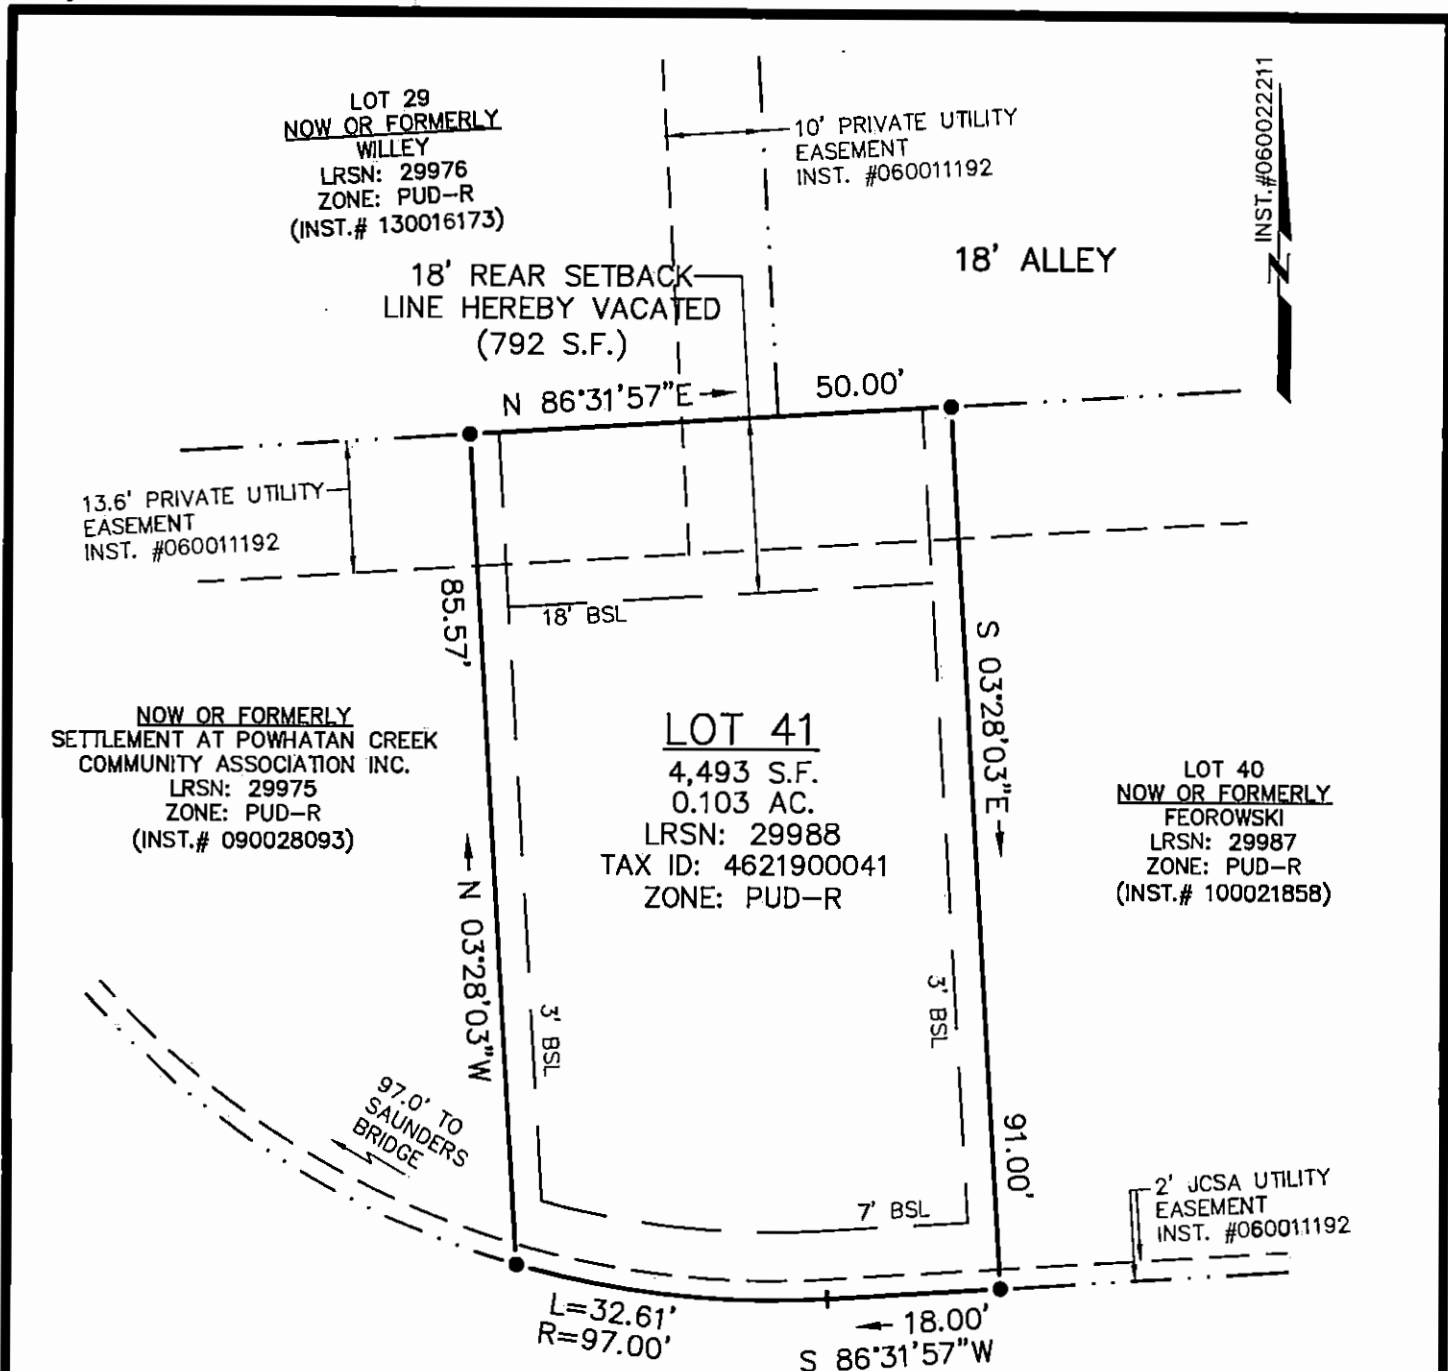 LOT 29
NOW OR FORMERLY
WILLEY
LRSN: 29976
ZONE: PUD-R
(INST.# 130016173)
10' PRIVATE UTILITY
EASEMENT
INST. #060011192
INST.#060022211
N
18' ALLEY
18' REAR SETBACK
LINE HEREBY VACATED
(792 S.F.)
N 86°31'57"E
50.00'
13.6' PRIVATE UTILITY
EASEMENT
INST. #060011192
85.57'
18' BSL
S 03°28'03"E
NOW OR FORMERLY
SETTLEMENT AT POWHATAN CREEK
COMMUNITY ASSOCIATION INC.
LRSN: 29975
ZONE: PUD-R
(INST.# 090028093)
LOT 41
4,493 S.F.
0.103 AC.
LRSN: 29988
TAX ID: 4621900041
ZONE: PUD-R
LOT 40
NOW OR FORMERLY
FEOROWSKI
LRSN: 29987
ZONE: PUD-R
(INST.# 100021858)
N 03°28'03"W
3' BSL
3' BSL
97.0' TO
SAUNDERS
BRIDGE
91.00'
7' BSL
2' JCSA UTILITY
EASEMENT
INST. #060011192
L=32.61'
R=97.00'
18.00'
S 86°31'57"W